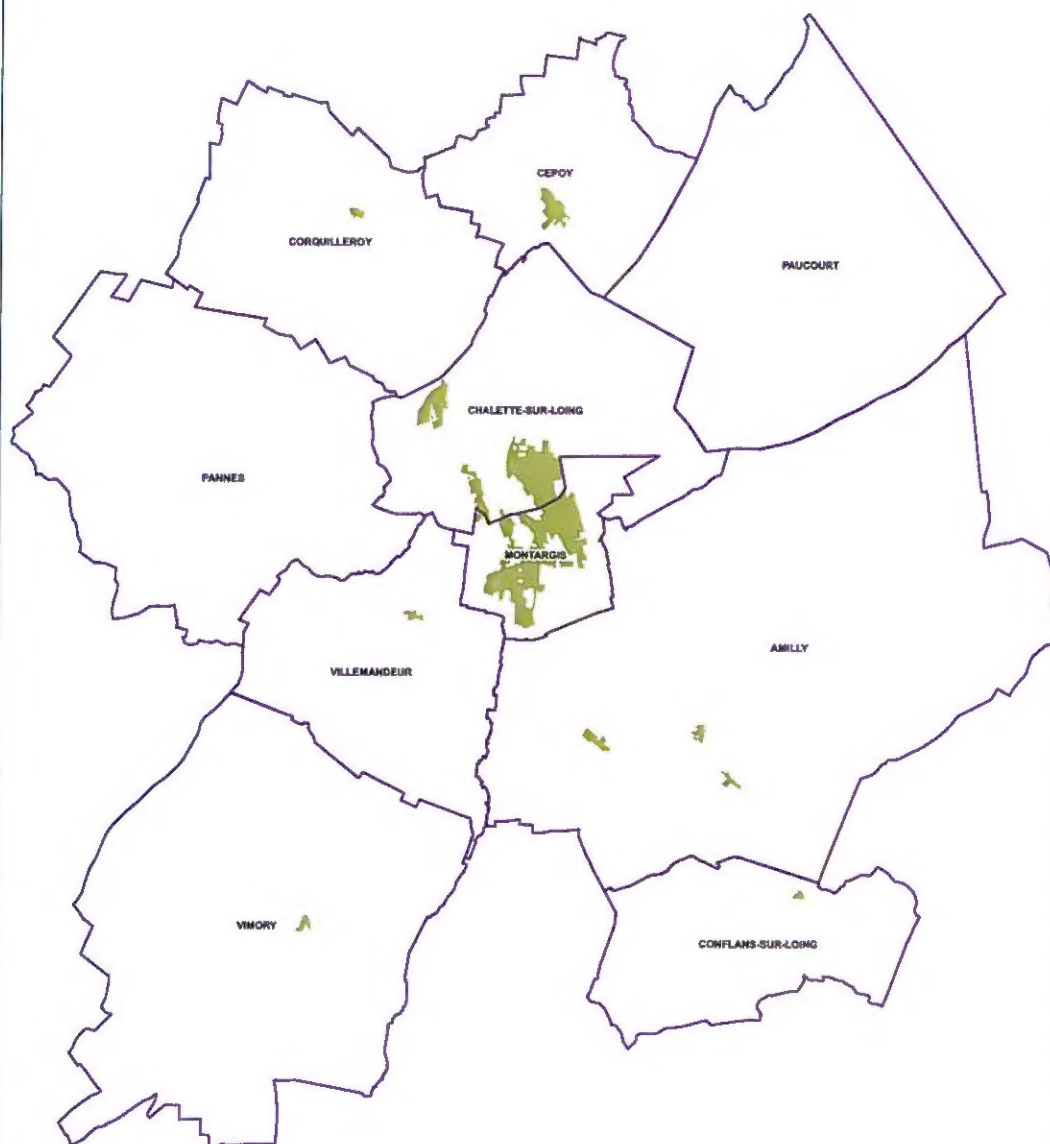 CEPOY
CORQUILLEROY
PAUCOURT
CHALETTE-SUR-LOING
PANNES
MONTARGIS
AMILLY
VILLEMANDEUR
VIMORY
CONFLANS-SUR-LOING